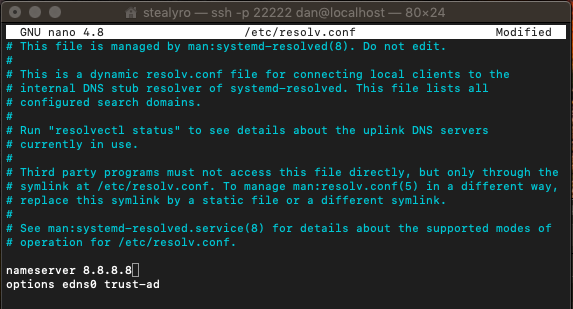 stealyro — ssh -p 22222 dan@localhost — 80×24
GNU nano 4.8 /etc/resolv.conf Modified
# This file is managed by man:systemd-resolved(8). Do not edit.
#
# This is a dynamic resolv.conf file for connecting local clients to the
# internal DNS stub resolver of systemd-resolved. This file lists all
# configured search domains.
#
# Run "resolvectl status" to see details about the uplink DNS servers
# currently in use.
#
# Third party programs must not access this file directly, but only through the
# symlink at /etc/resolv.conf. To manage man:resolv.conf(5) in a different way,
# replace this symlink by a static file or a different symlink.
#
# See man:systemd-resolved.service(8) for details about the supported modes of
# operation for /etc/resolv.conf.
nameserver 8.8.8.8
options edns0 trust-ad